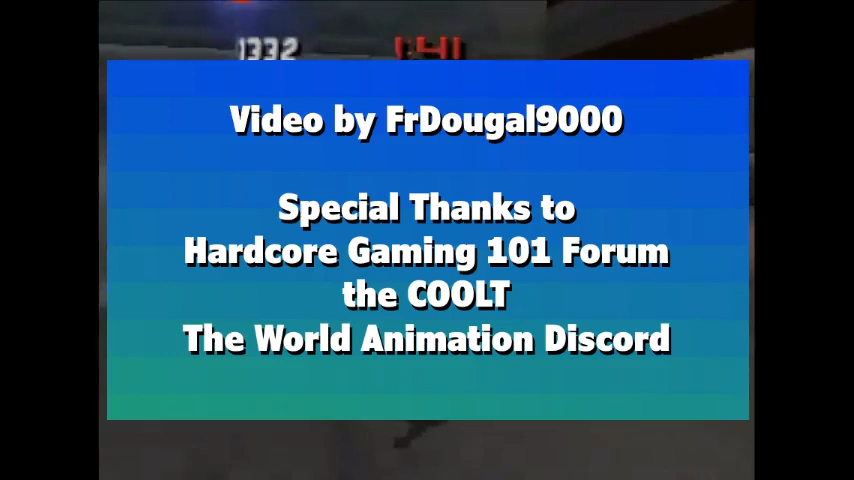 1332 1:41
Video by FrDougal9000
Special Thanks to
Hardcore Gaming 101 Forum
the COOLT
The World Animation Discord